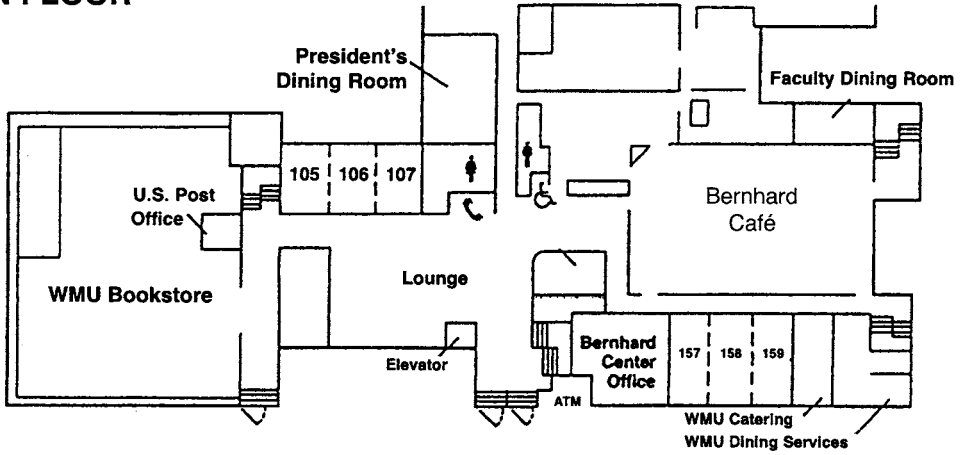 FLOOR
President's
Dining Room
Faculty Dining Room
105 106 107
U.S. Post
Office
Bernhard
Café
Lounge
WMU Bookstore
Elevator
Bernhard
Center
Office
157 158 159
ATM
WMU Catering
WMU Dining Services